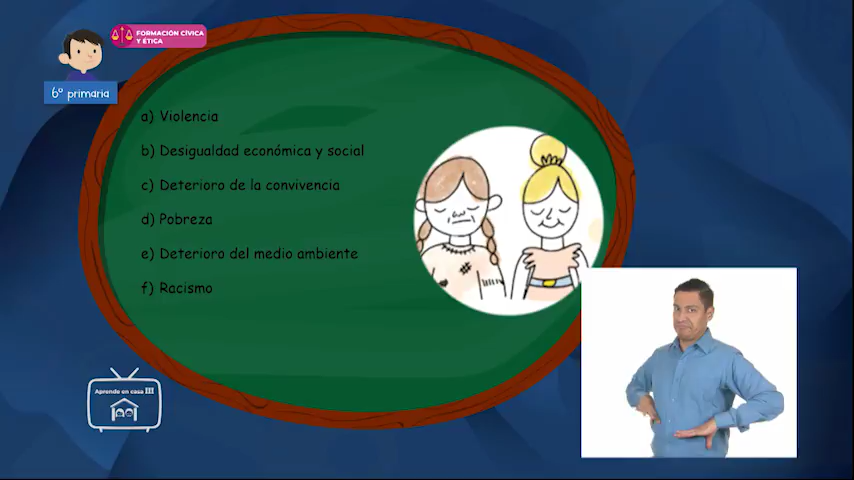 FORMACIÓN CÍVICA
Y ÉTICA
6º primaria
a) Violencia
b) Desigualdad económica y social
c) Deterioro de la convivencia
d) Pobreza
e) Deterioro del medio ambiente
f) Racismo
Aprende en casa III